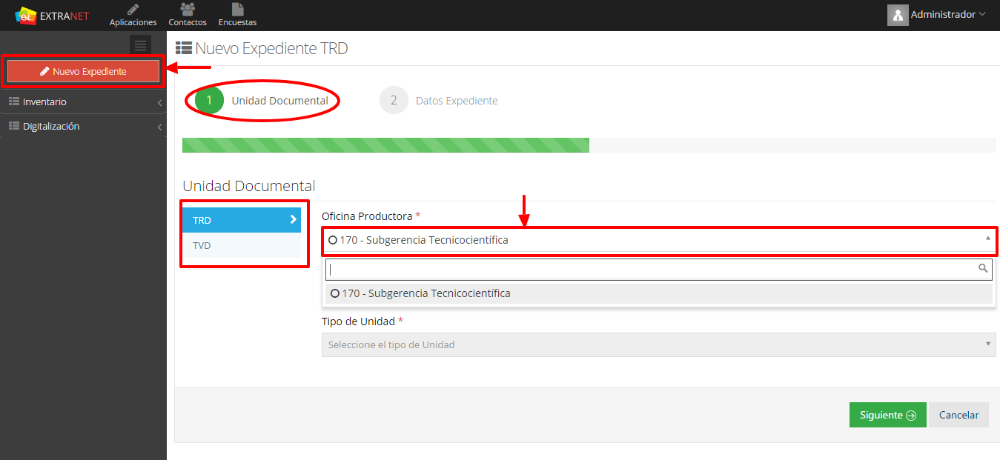 et EXTRANET
Aplicaciones
Contactos
Encuestas
Administrador
Nuevo Expediente
Inventario
Digitalización
Nuevo Expediente TRD
1 Unidad Documental
2 Datos Expediente
Unidad Documental
TRD
TVD
Oficina Productora *
170 - Subgerencia Tecnicocientífica
170 - Subgerencia Tecnicocientífica
Tipo de Unidad *
Seleccione el tipo de Unidad
Siguiente
Cancelar